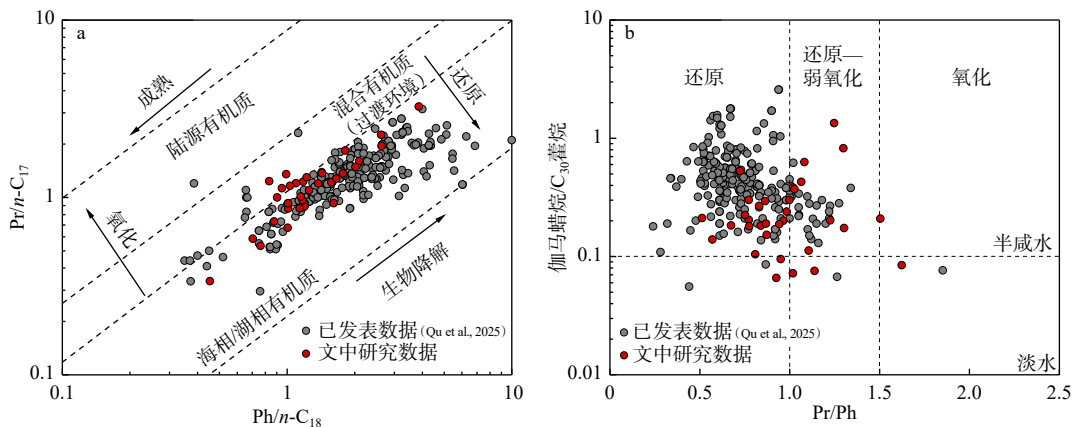 a
10
1
0.1
Pr/n-C17
成熟
陆源有机质
混合有机质
(过渡环境)
还原
氧化
海相/湖相有机质
生物降解
已发表数据(Qu et al., 2025)
文中研究数据
0.1
1
10
Ph/n-C18
b
10
1
0.1
0.01
伽马蜡烷/C30藿烷
还原
还原—
弱氧化
氧化
半咸水
已发表数据(Qu et al., 2025)
文中研究数据
淡水
0
0.5
1.0
1.5
2.0
2.5
Pr/Ph